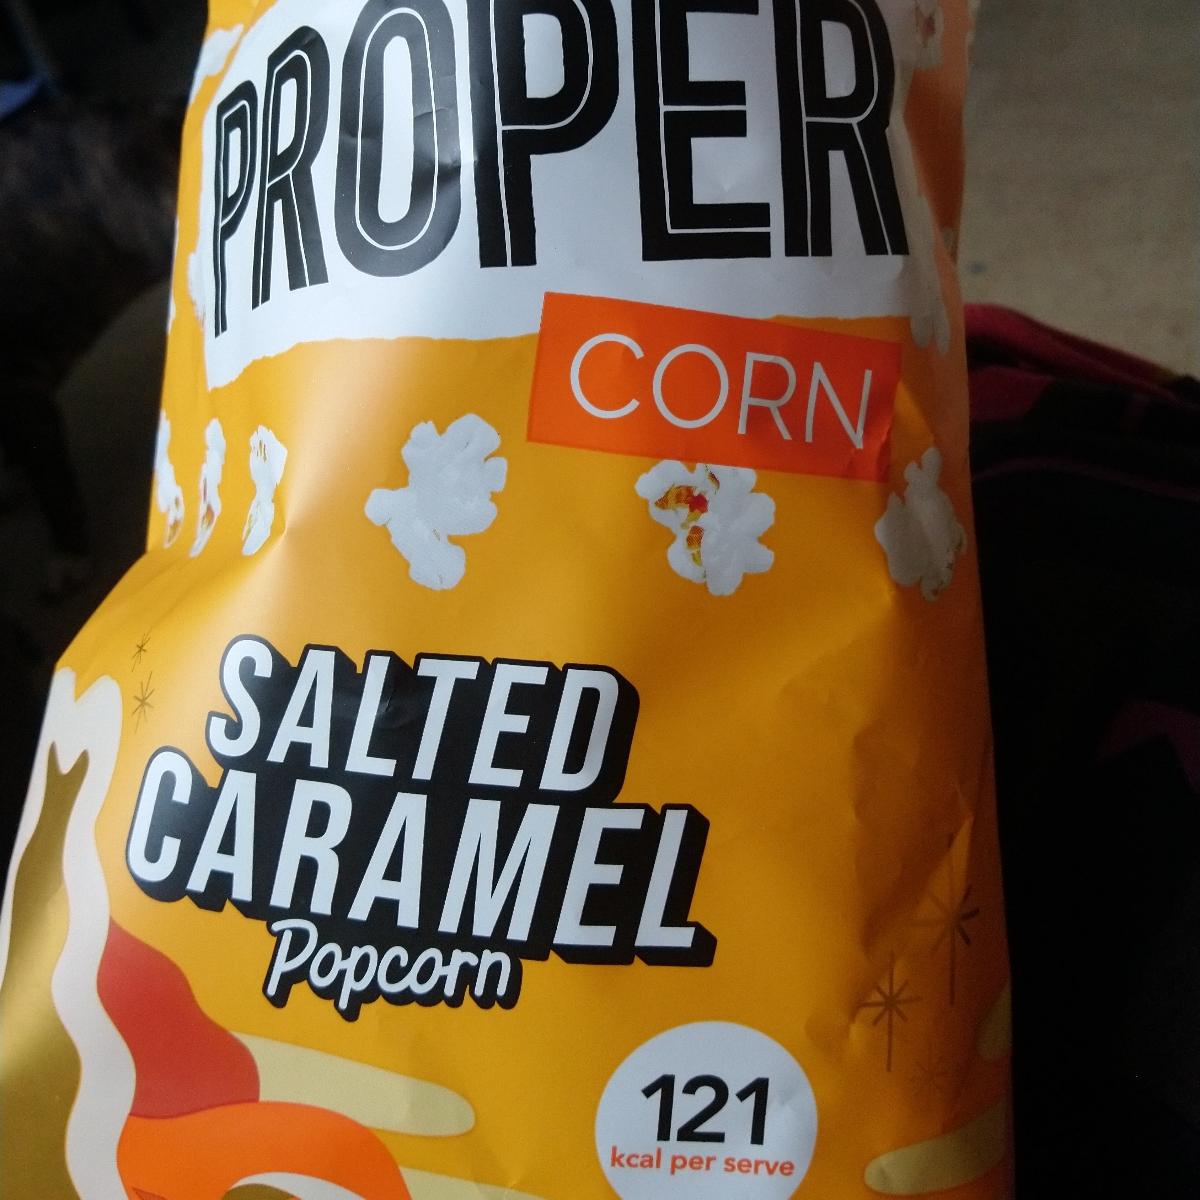 PROPER
CORN
SALTED
CARAMEL
Popcorn
121
kcal per serve